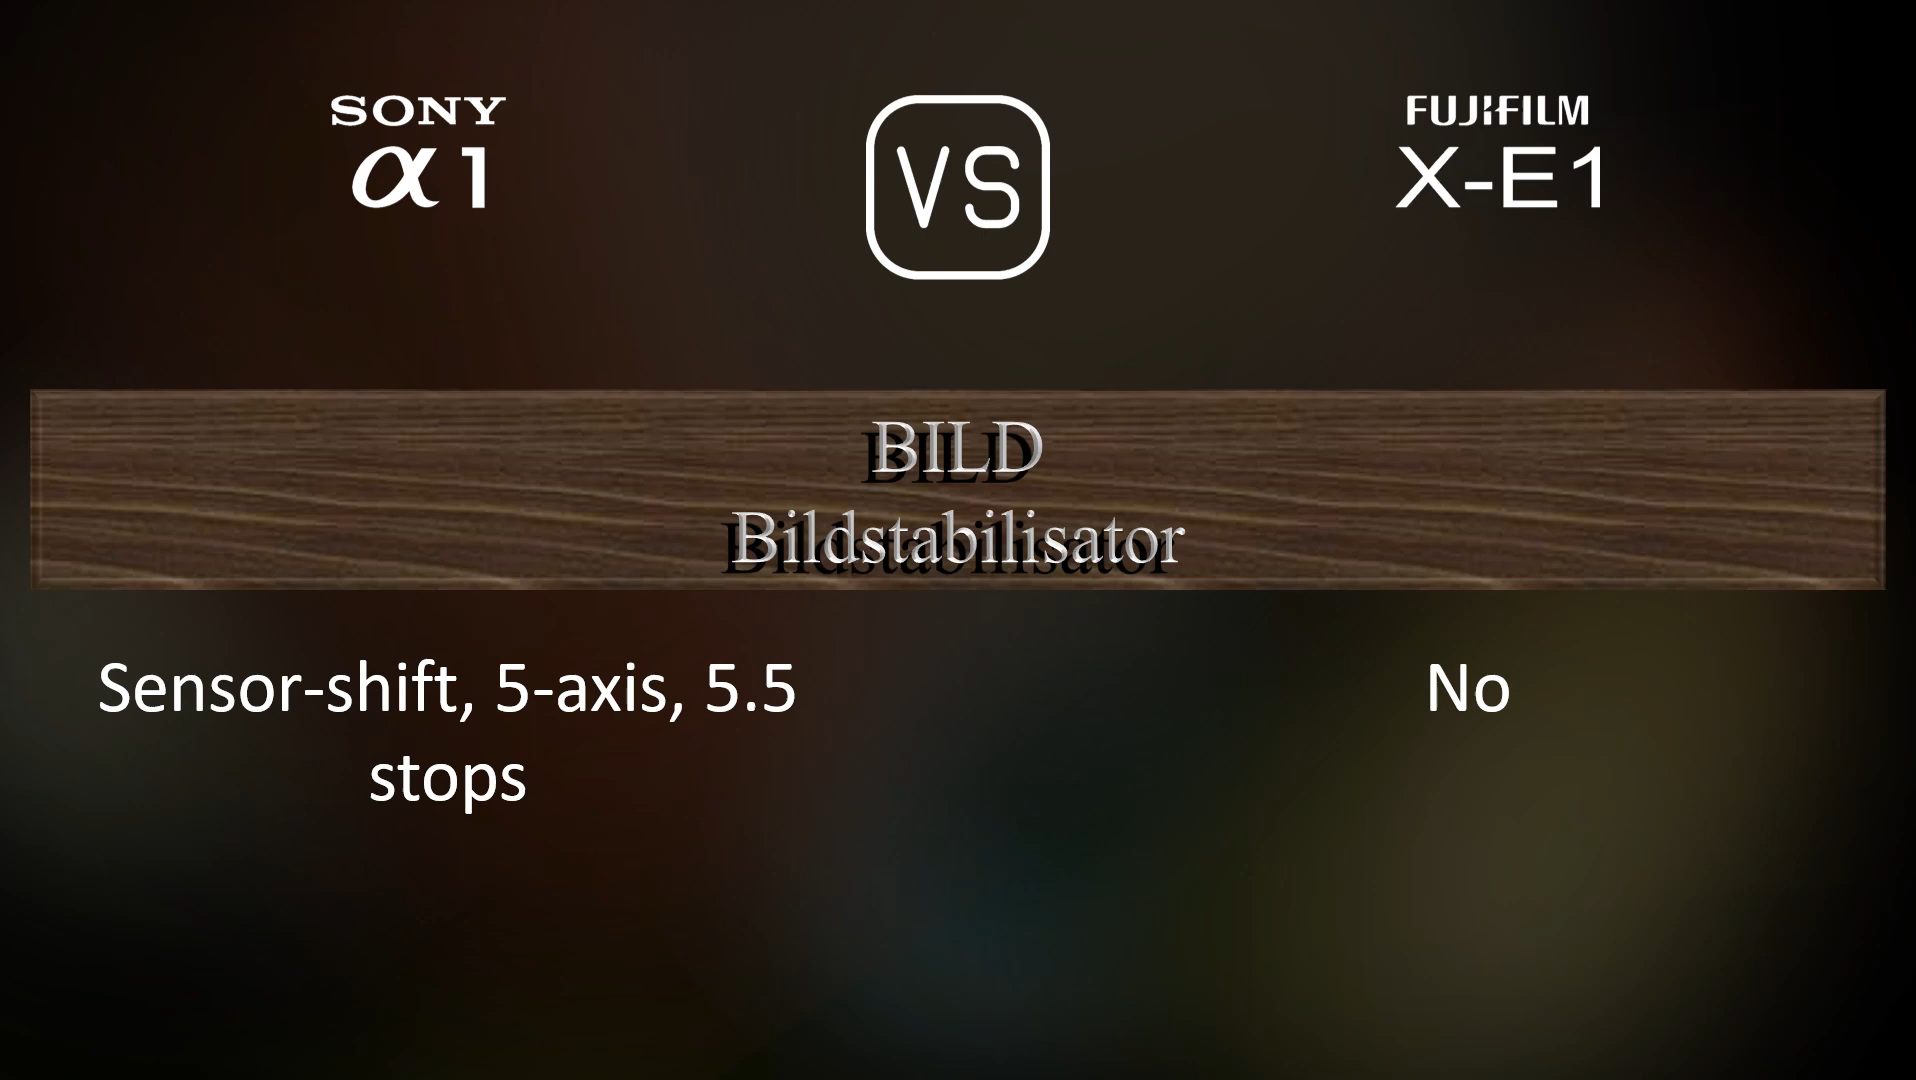 SONY
α1
VS
FUJIFILM
X-E1
BILD
Bildstabilisator
Sensor-shift, 5-axis, 5.5
stops
No